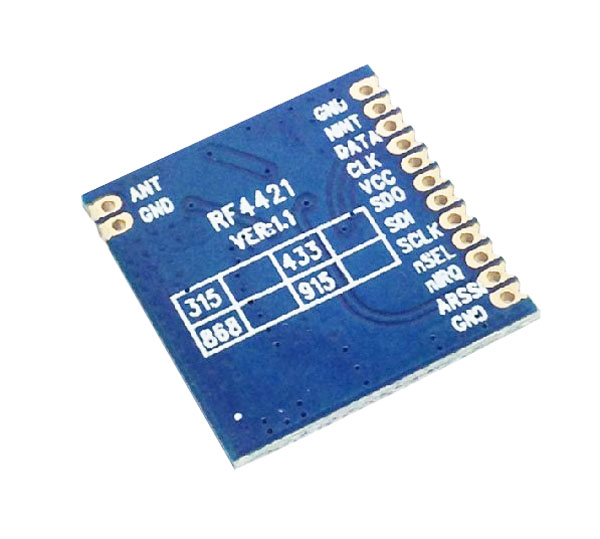 ANT
GND
RF4421
VER:1.1
315 433
868 915
GND
NINT
DATA
CLK
VCC
SDO
SDI
SCLK
nSEL
nIRQ
ARSSI
GND